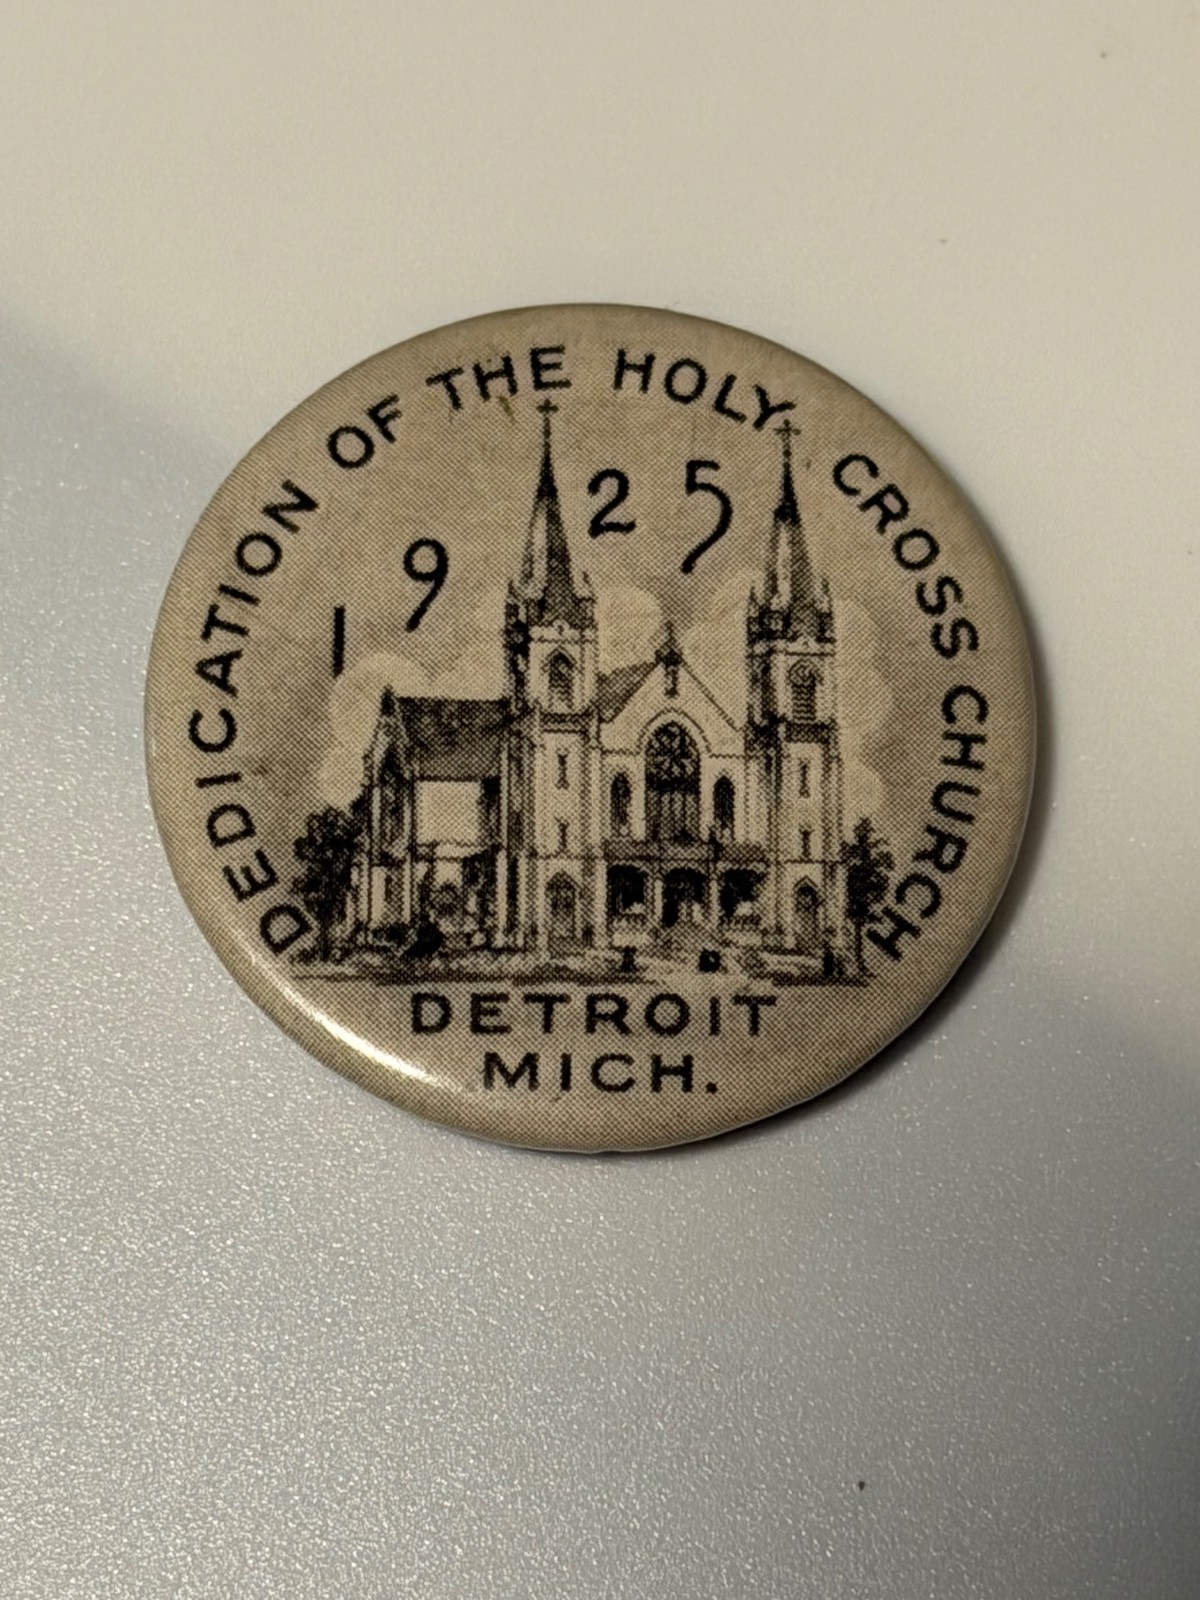 DEDICATION OF THE HOLY CROSS CHURCH
1925
DETROIT
MICH.